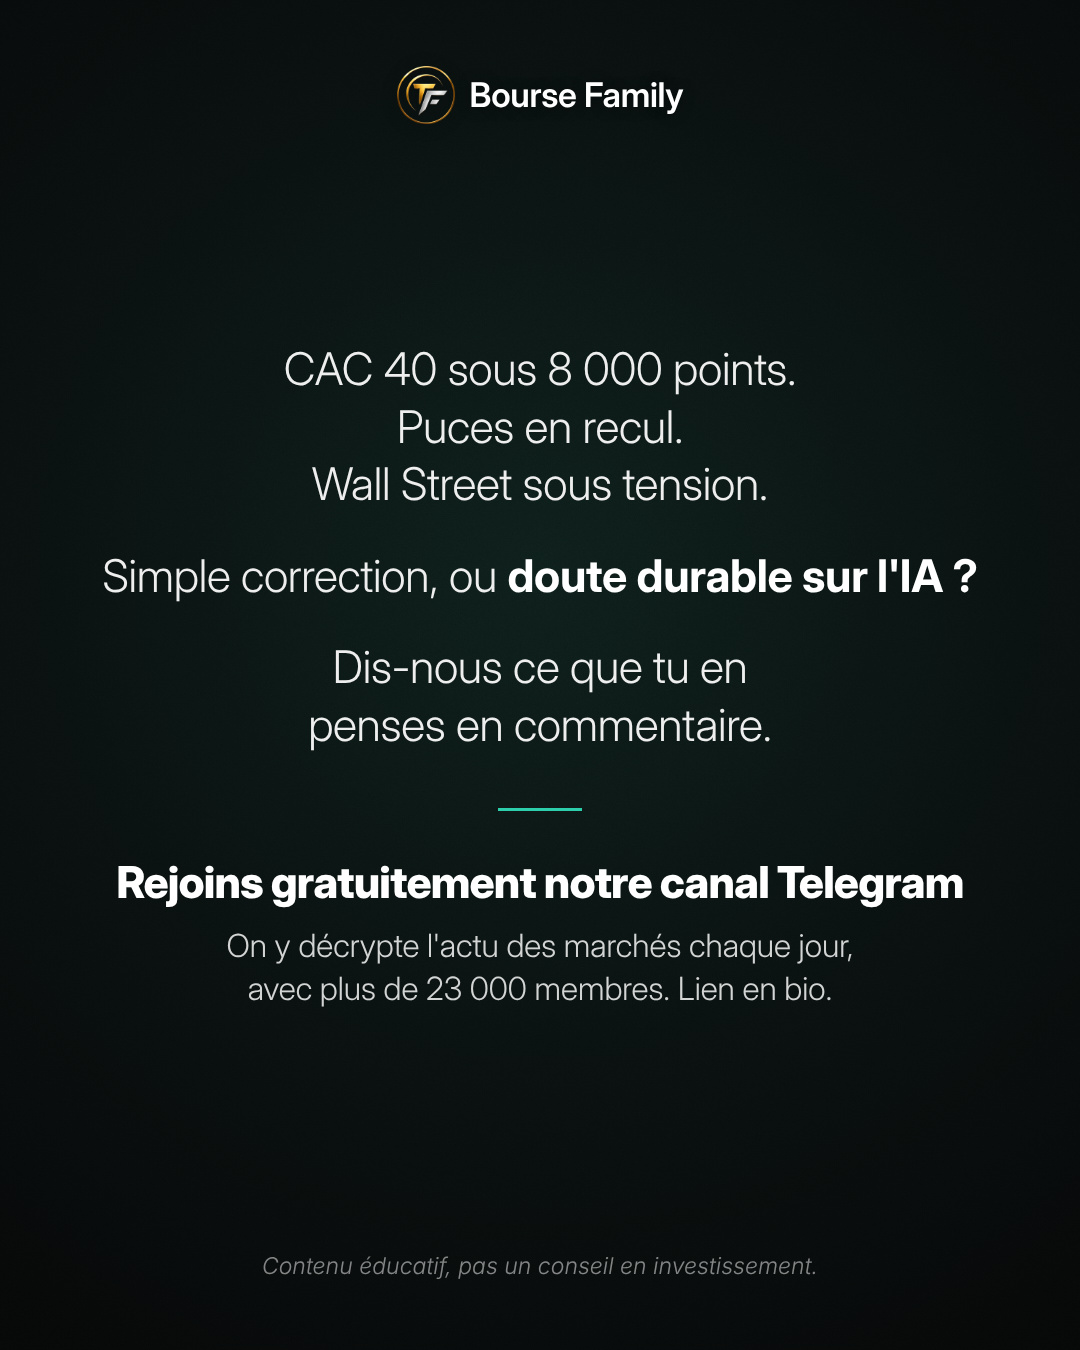 TF Bourse Family
CAC 40 sous 8 000 points.
Puces en recul.
Wall Street sous tension.
Simple correction, ou doute durable sur l'IA ?
Dis-nous ce que tu en
penses en commentaire.
Rejoins gratuitement notre canal Telegram
On y décrypte l'actu des marchés chaque jour,
avec plus de 23 000 membres. Lien en bio.
Contenu éducatif, pas un conseil en investissement.